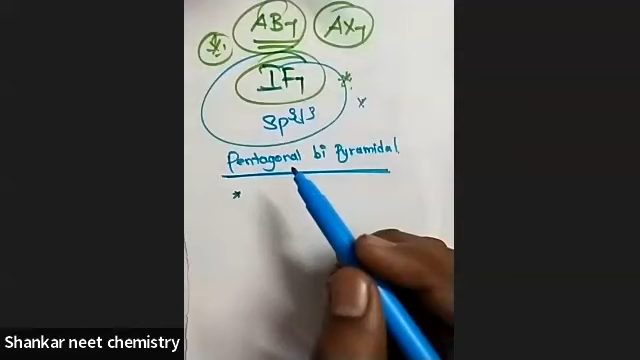 AB₇ AX₇
IF₇
sp³d³
Pentagonal bi Pyramidal.
Shankar neet chemistry